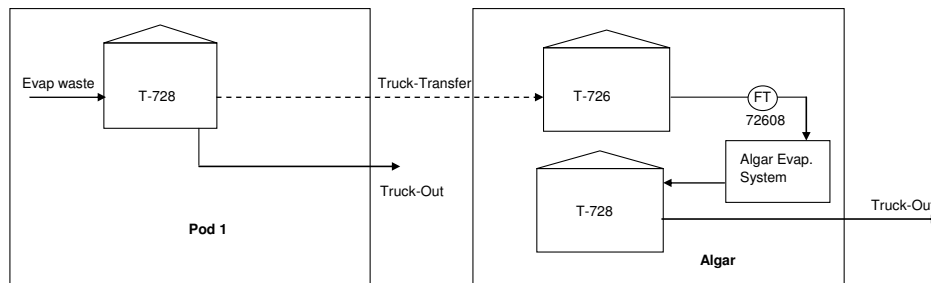 Evap waste
T-728
Truck-Transfer
Truck-Out
Pod 1
T-726
FT
72608
Algar Evap.
System
T-728
Truck-Out
Algar